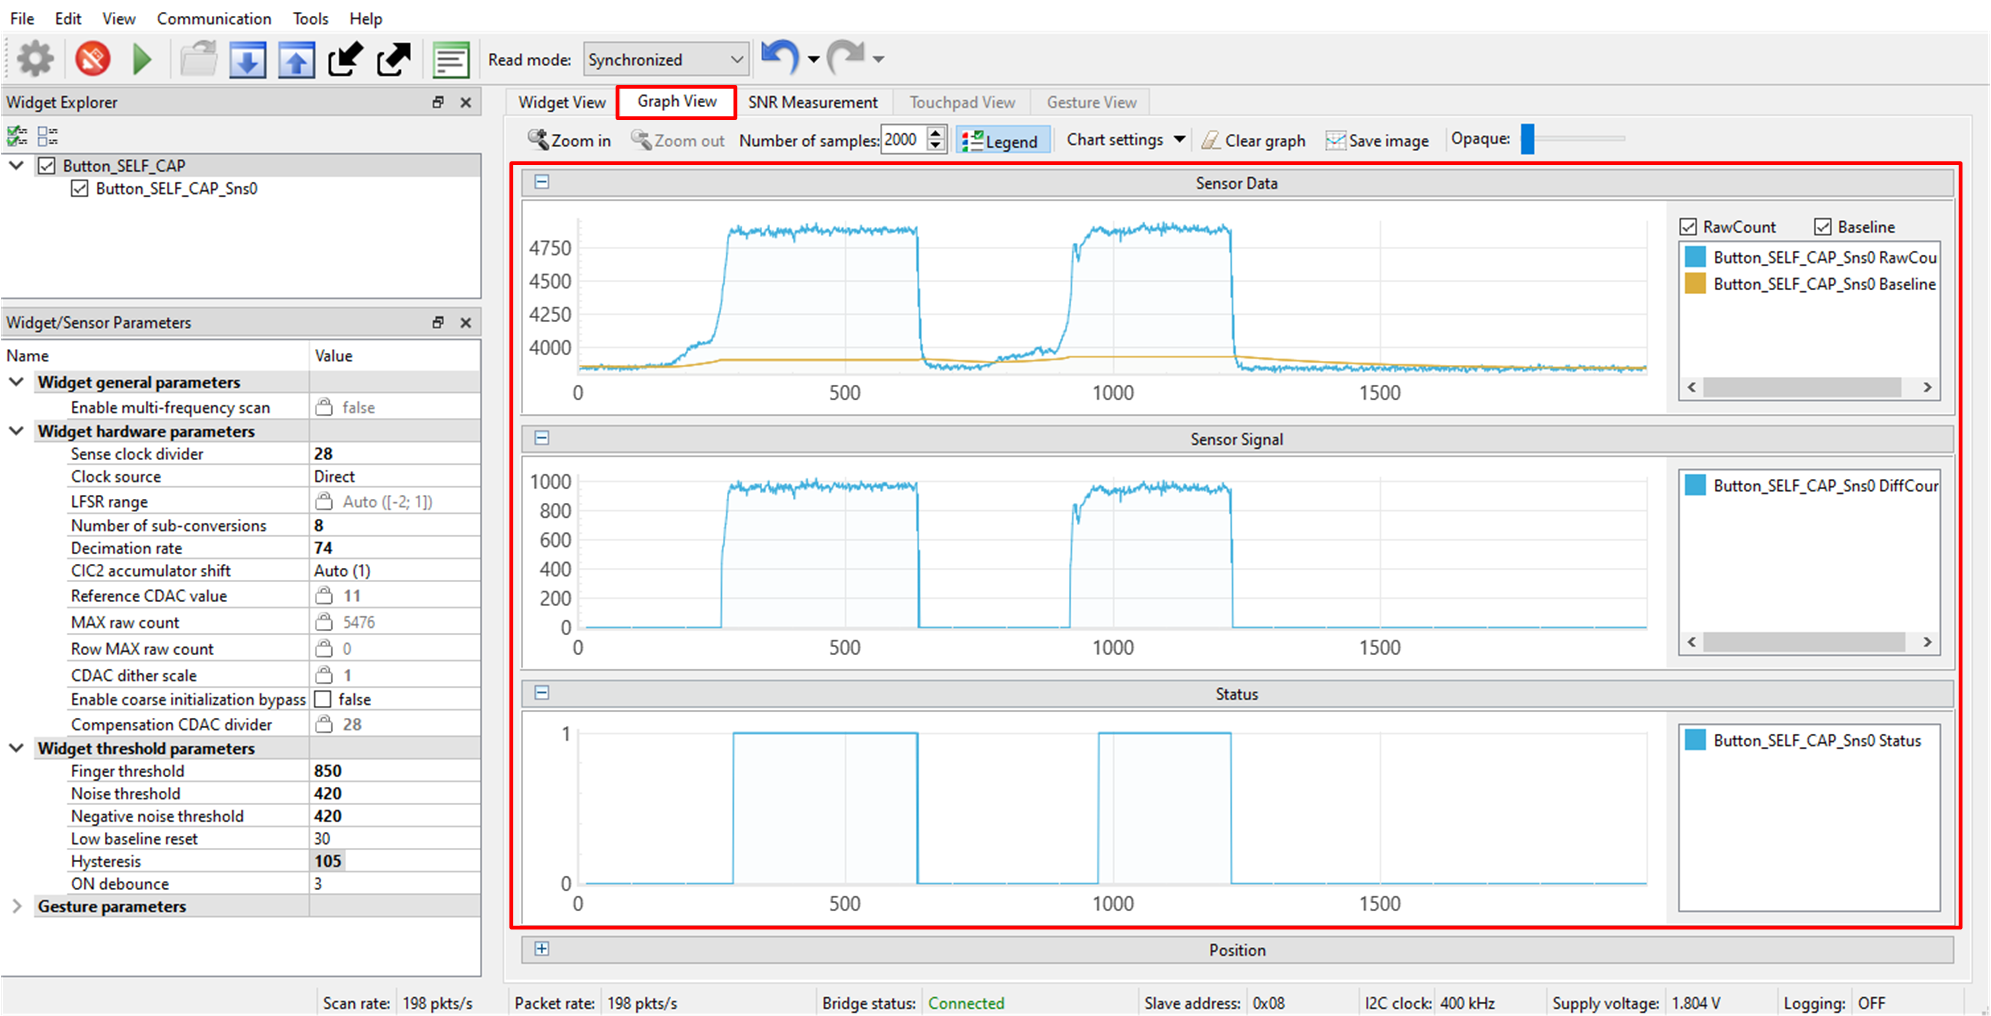 File Edit View Communication Tools Help
Read mode: Synchronized
Widget Explorer
Button_SELF_CAP
Button_SELF_CAP_Sns0
Widget/Sensor Parameters
Name Value
Widget general parameters
Enable multi-frequency scan false
Widget hardware parameters
Sense clock divider 28
Clock source Direct
LFSR range Auto ([-2; 1])
Number of sub-conversions 8
Decimation rate 74
CIC2 accumulator shift Auto (1)
Reference CDAC value 11
MAX raw count 5476
Row MAX raw count 0
CDAC dither scale 1
Enable coarse initialization bypass false
Compensation CDAC divider 28
Widget threshold parameters
Finger threshold 850
Noise threshold 420
Negative noise threshold 420
Low baseline reset 30
Hysteresis 105
ON debounce 3
Gesture parameters
Widget View Graph View SNR Measurement Touchpad View Gesture View
Zoom in Zoom out Number of samples: 2000 Legend Chart settings Clear graph Save image Opaque:
Sensor Data
4750
4500
4250
4000
0 500 1000 1500
RawCount Baseline
Button_SELF_CAP_Sns0 RawCou
Button_SELF_CAP_Sns0 Baseline
Sensor Signal
1000
800
600
400
200
0
0 500 1000 1500
Button_SELF_CAP_Sns0 DiffCour
Status
1
0
0 500 1000 1500
Button_SELF_CAP_Sns0 Status
Position
Scan rate: 198 pkts/s Packet rate: 198 pkts/s Bridge status: Connected Slave address: 0x08 I2C clock: 400 kHz Supply voltage: 1.804 V Logging: OFF